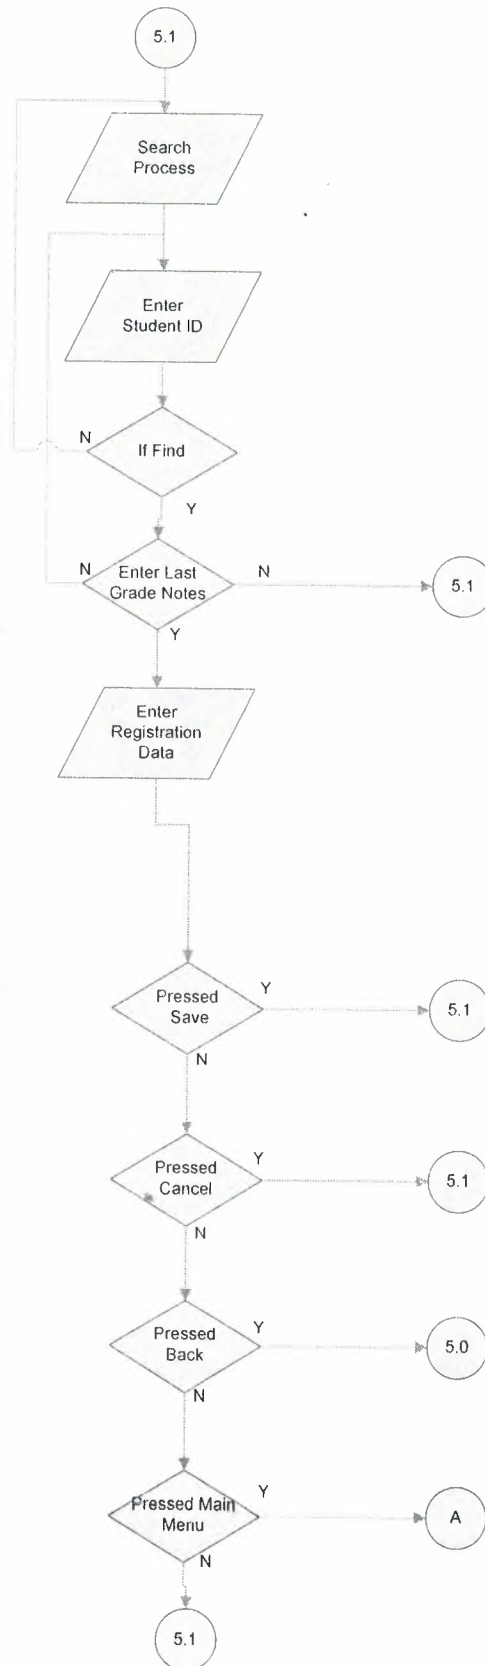 5.1
Search
Process
Enter
Student ID
N
If Find
Y
N
Enter Last
Grade Notes
N
5.1
Y
Enter
Registration
Data
Pressed
Save
Y
5.1
N
Pressed
Cancel
Y
5.1
N
Pressed
Back
Y
5.0
N
Pressed Main
Menu
Y
A
N
5.1